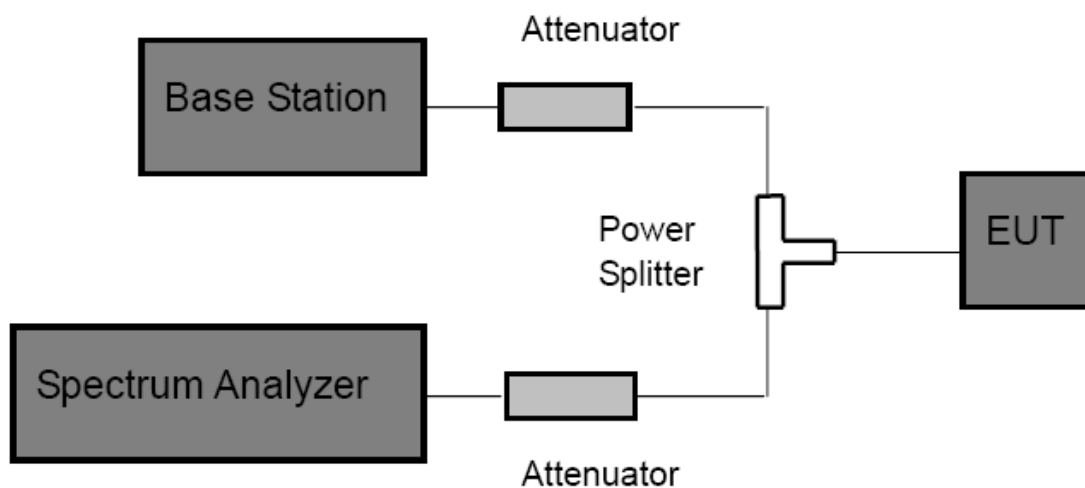 Attenuator
Base Station
Power
Splitter
EUT
Spectrum Analyzer
Attenuator